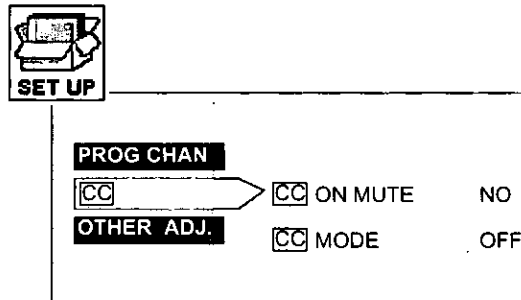 SET UP
PROG CHAN
CC CC ON MUTE NO
OTHER ADJ. CC MODE OFF